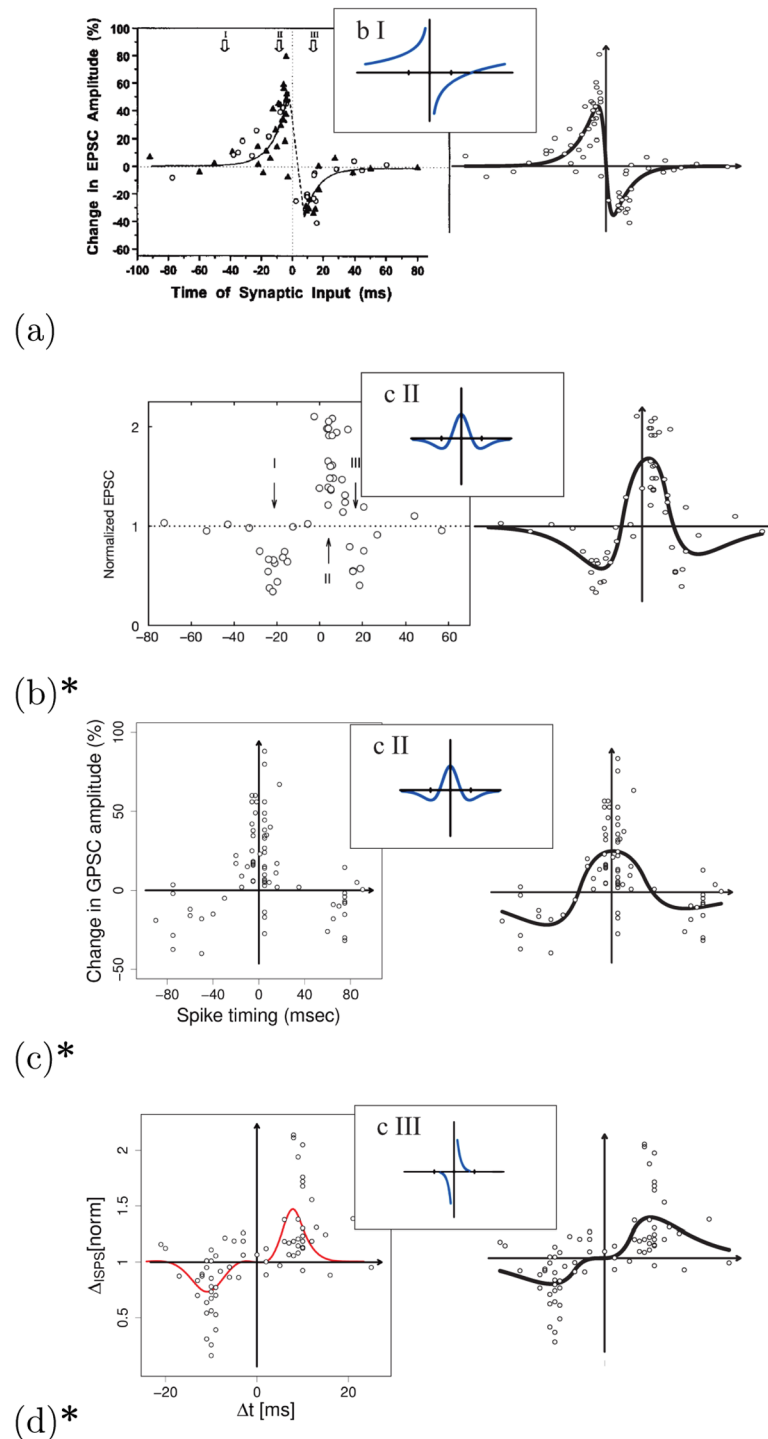 Change in EPSC Amplitude (%)
100
80
60
40
20
0
-20
-40
-60
I
II
III
b I
-100 -80 -60 -40 -20 0 20 40 60 80
Time of Synaptic Input (ms)
(a)
Normalized EPSC
2
1
0
I
II
III
c II
−80 −60 −40 −20 0 20 40 60
(b)*
Change in GPSC amplitude (%)
100
50
0
−50
c II
−80 −40 0 40 80
Spike timing (msec)
(c)*
ΔISPS[norm]
2
1.5
1
0.5
c III
−20 0 20
Δt [ms]
(d)*